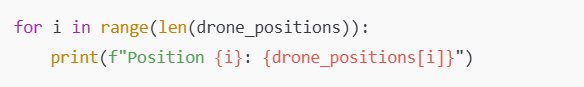 for i in range(len(drone_positions)):
    print(f"Position {i}: {drone_positions[i]}")